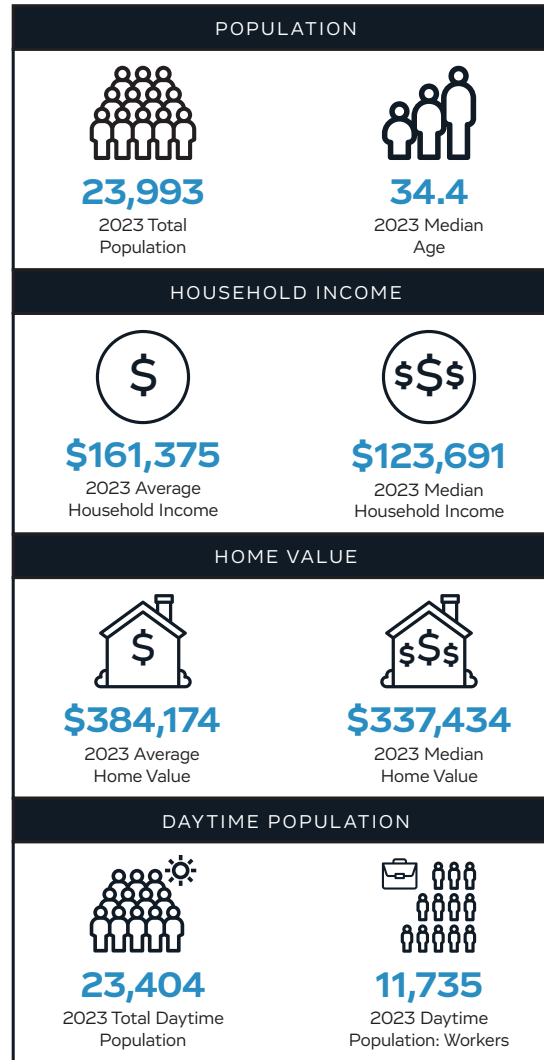 POPULATION
23,993
2023 Total
Population
34.4
2023 Median
Age
HOUSEHOLD INCOME
$
$161,375
2023 Average
Household Income
$$$
$123,691
2023 Median
Household Income
HOME VALUE
$
$384,174
2023 Average
Home Value
$$$
$337,434
2023 Median
Home Value
DAYTIME POPULATION
23,404
2023 Total Daytime
Population
11,735
2023 Daytime
Population: Workers